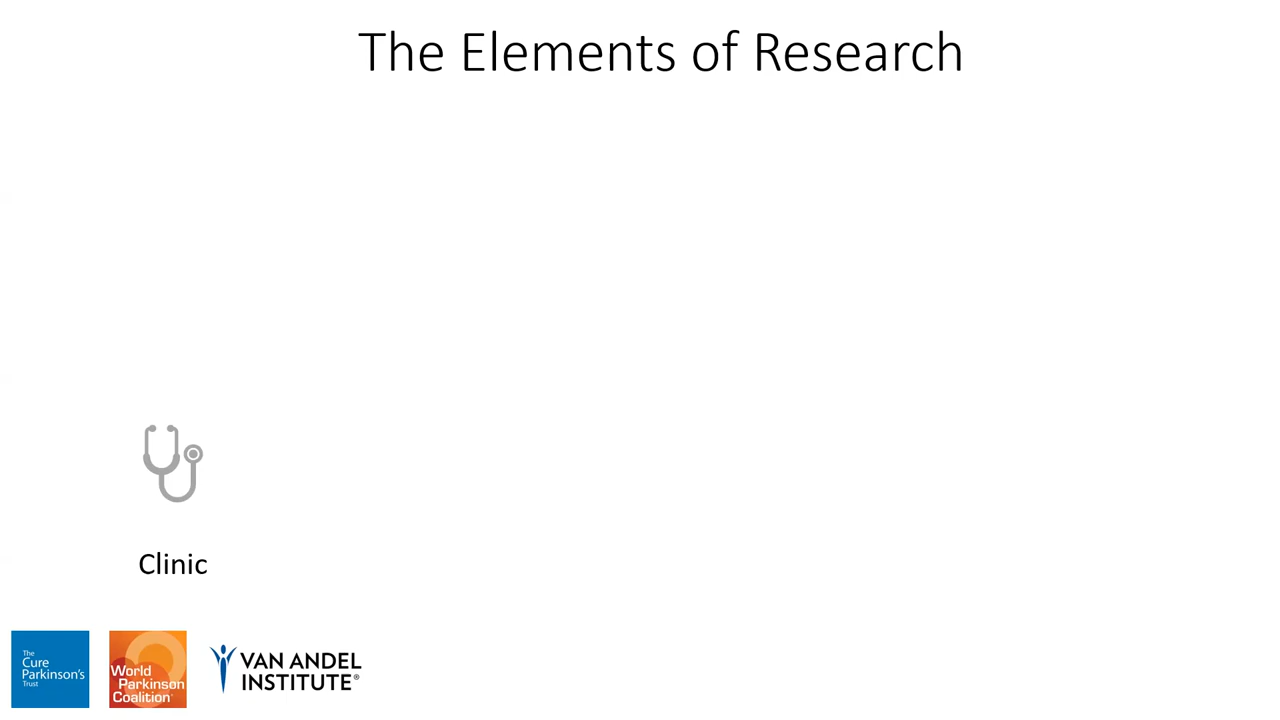 The Elements of Research
Clinic
The
Cure
Parkinson's
Trust
World
Parkinson
Coalition®
VAN ANDEL
INSTITUTE®